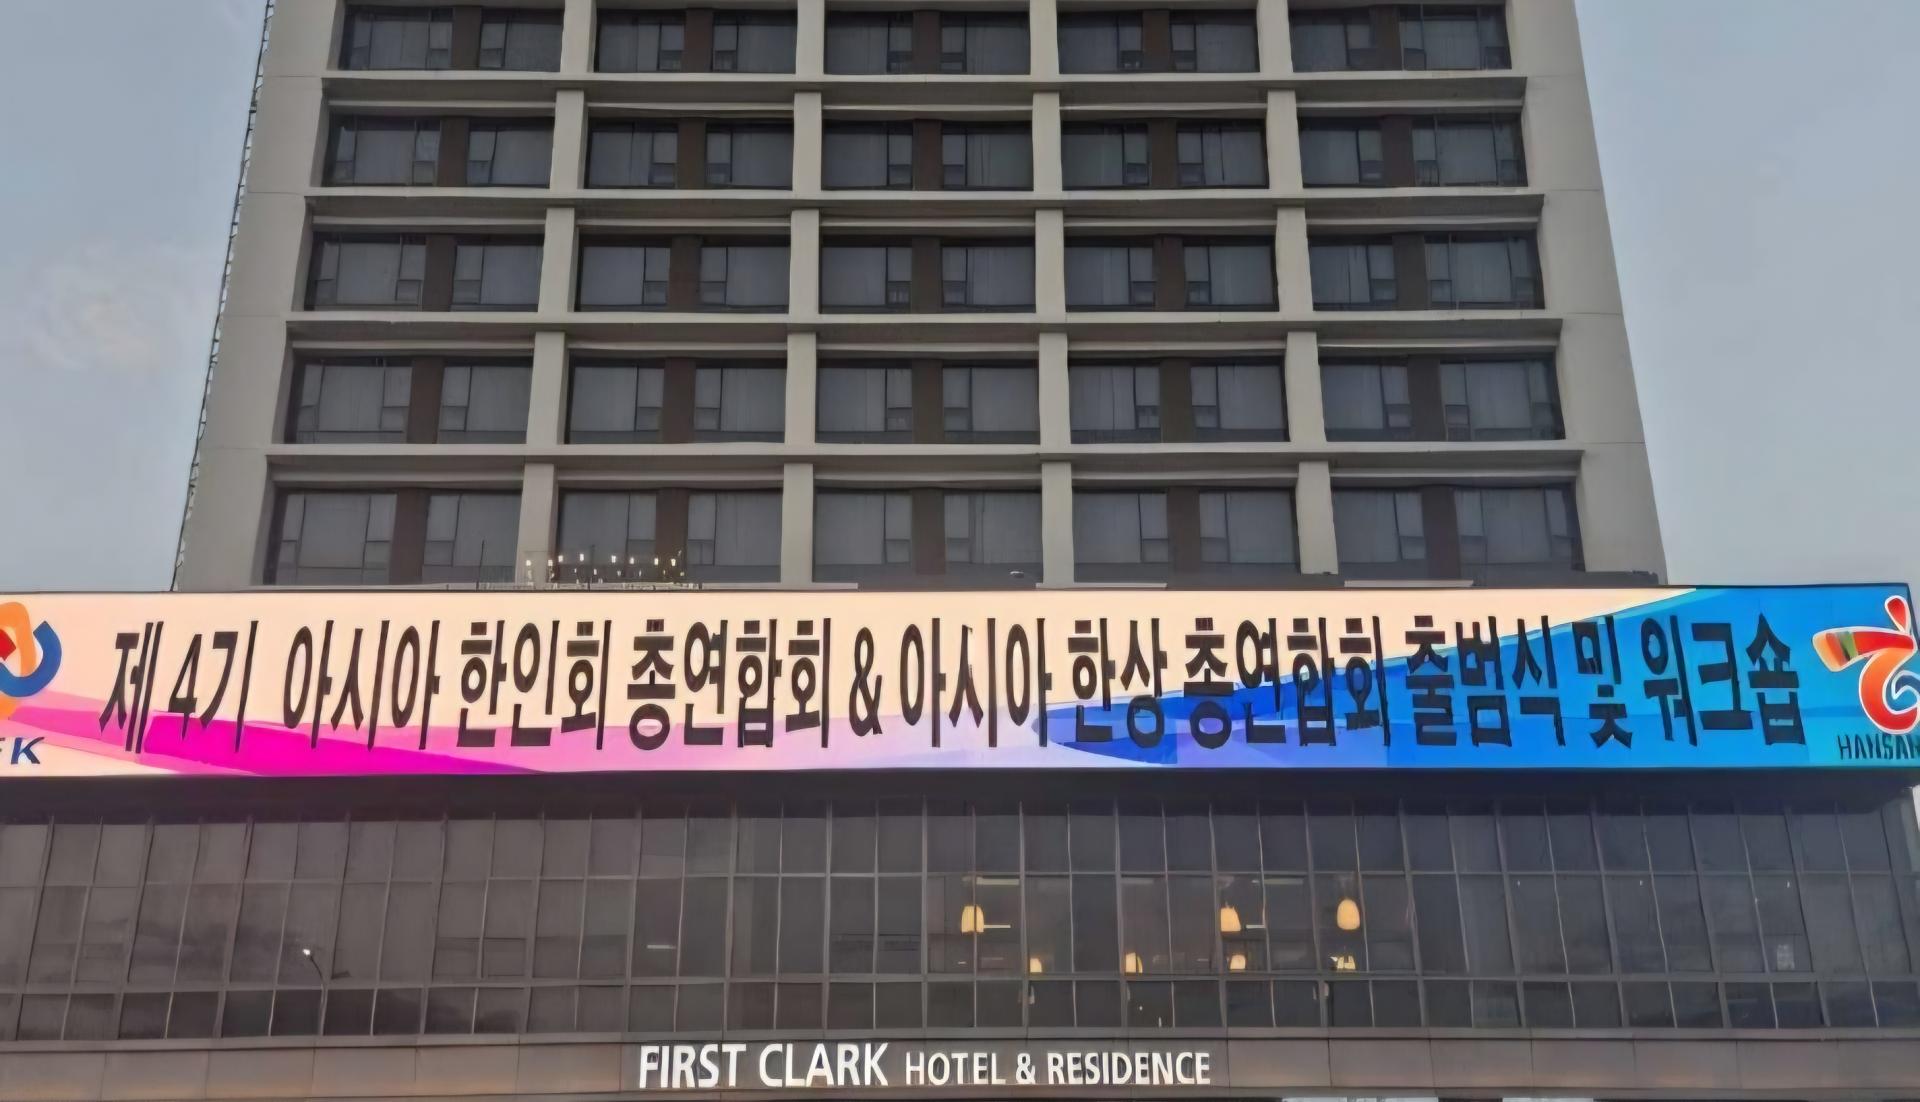 제 4기 아시아 한인회 총연합회 & 아시아 한상 총연합회 출범식 및 워크숍
FIRST CLARK HOTEL & RESIDENCE